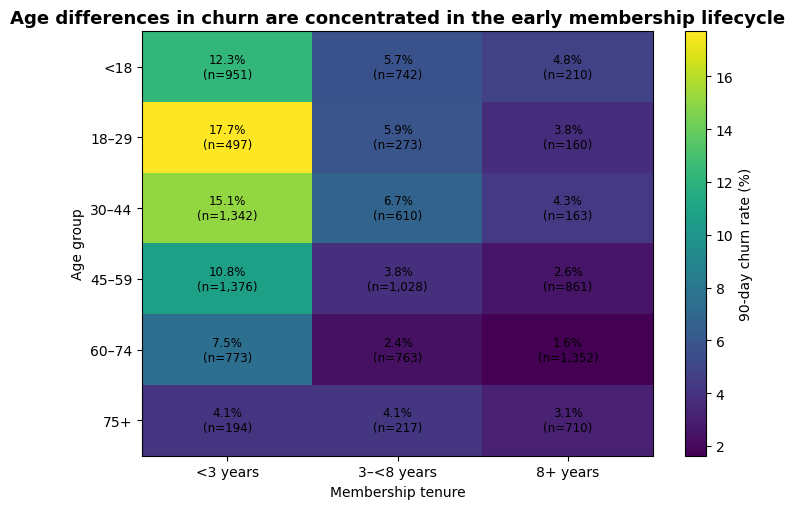 Age differences in churn are concentrated in the early membership lifecycle
<18
12.3%
(n=951)
5.7%
(n=742)
4.8%
(n=210)
18–29
17.7%
(n=497)
5.9%
(n=273)
3.8%
(n=160)
30–44
15.1%
(n=1,342)
6.7%
(n=610)
4.3%
(n=163)
45–59
10.8%
(n=1,376)
3.8%
(n=1,028)
2.6%
(n=861)
60–74
7.5%
(n=773)
2.4%
(n=763)
1.6%
(n=1,352)
75+
4.1%
(n=194)
4.1%
(n=217)
3.1%
(n=710)
Age group
<3 years
3–<8 years
8+ years
Membership tenure
16
14
12
10
8
6
4
2
90-day churn rate (%)